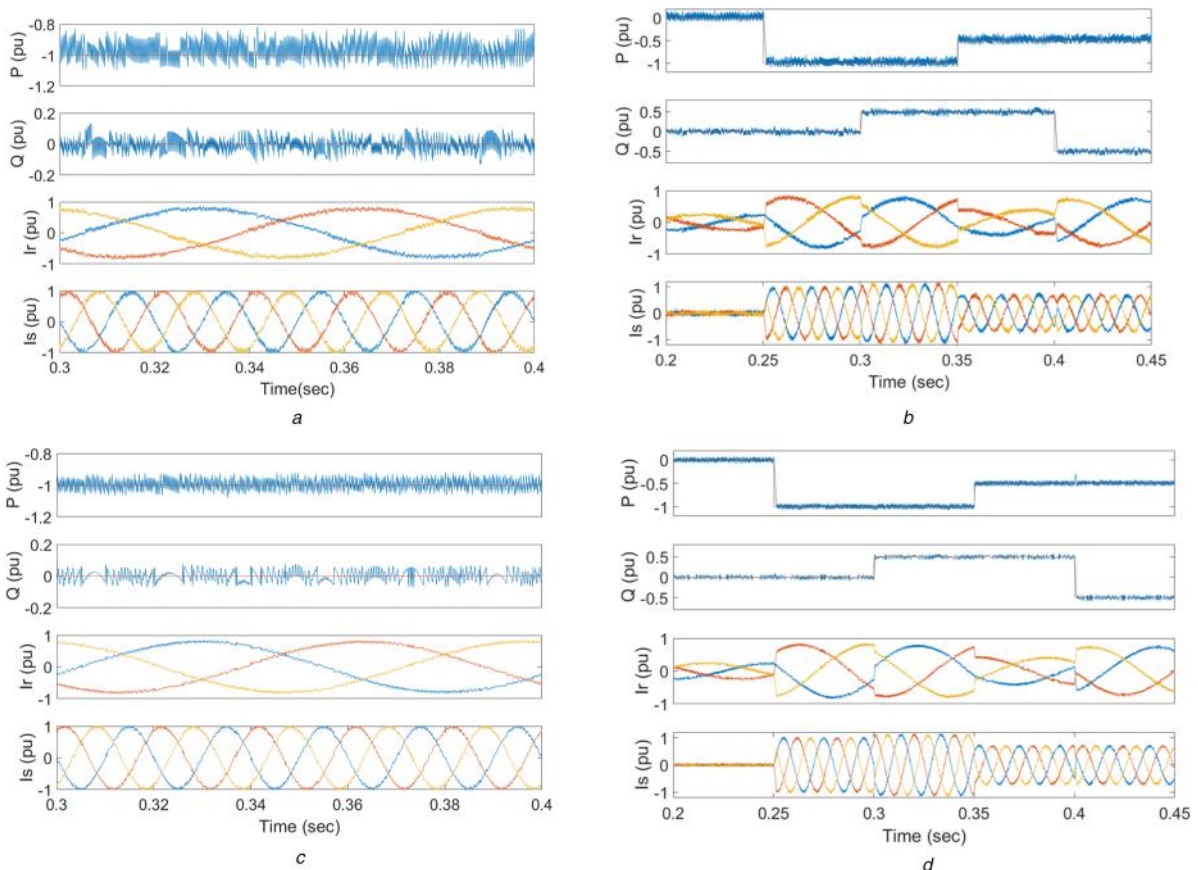 -0.8
-1
-1.2
P (pu)
0.2
0
-0.2
Q (pu)
1
0
-1
Ir (pu)
1
0
-1
Is (pu)
0.3 0.32 0.34 0.36 0.38 0.4
Time(sec)
a
0
-0.5
-1
P (pu)
0.5
0
-0.5
Q (pu)
1
0
-1
Ir (pu)
1
0
-1
Is (pu)
0.2 0.25 0.3 0.35 0.4 0.45
Time (sec)
b
-0.8
-1
-1.2
P (pu)
0.2
0
-0.2
Q (pu)
1
0
-1
Ir (pu)
1
0
-1
Is (pu)
0.3 0.32 0.34 0.36 0.38 0.4
Time (sec)
c
0
-0.5
-1
P (pu)
0.5
0
-0.5
Q (pu)
1
0
-1
Ir (pu)
1
0
-1
Is (pu)
0.2 0.25 0.3 0.35 0.4 0.45
Time (sec)
d